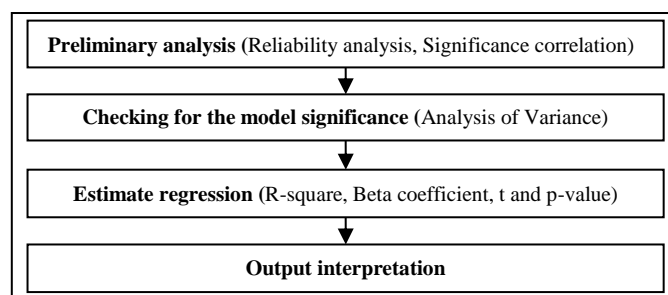 Preliminary analysis (Reliability analysis, Significance correlation)
Checking for the model significance (Analysis of Variance)
Estimate regression (R-square, Beta coefficient, t and p-value)
Output interpretation